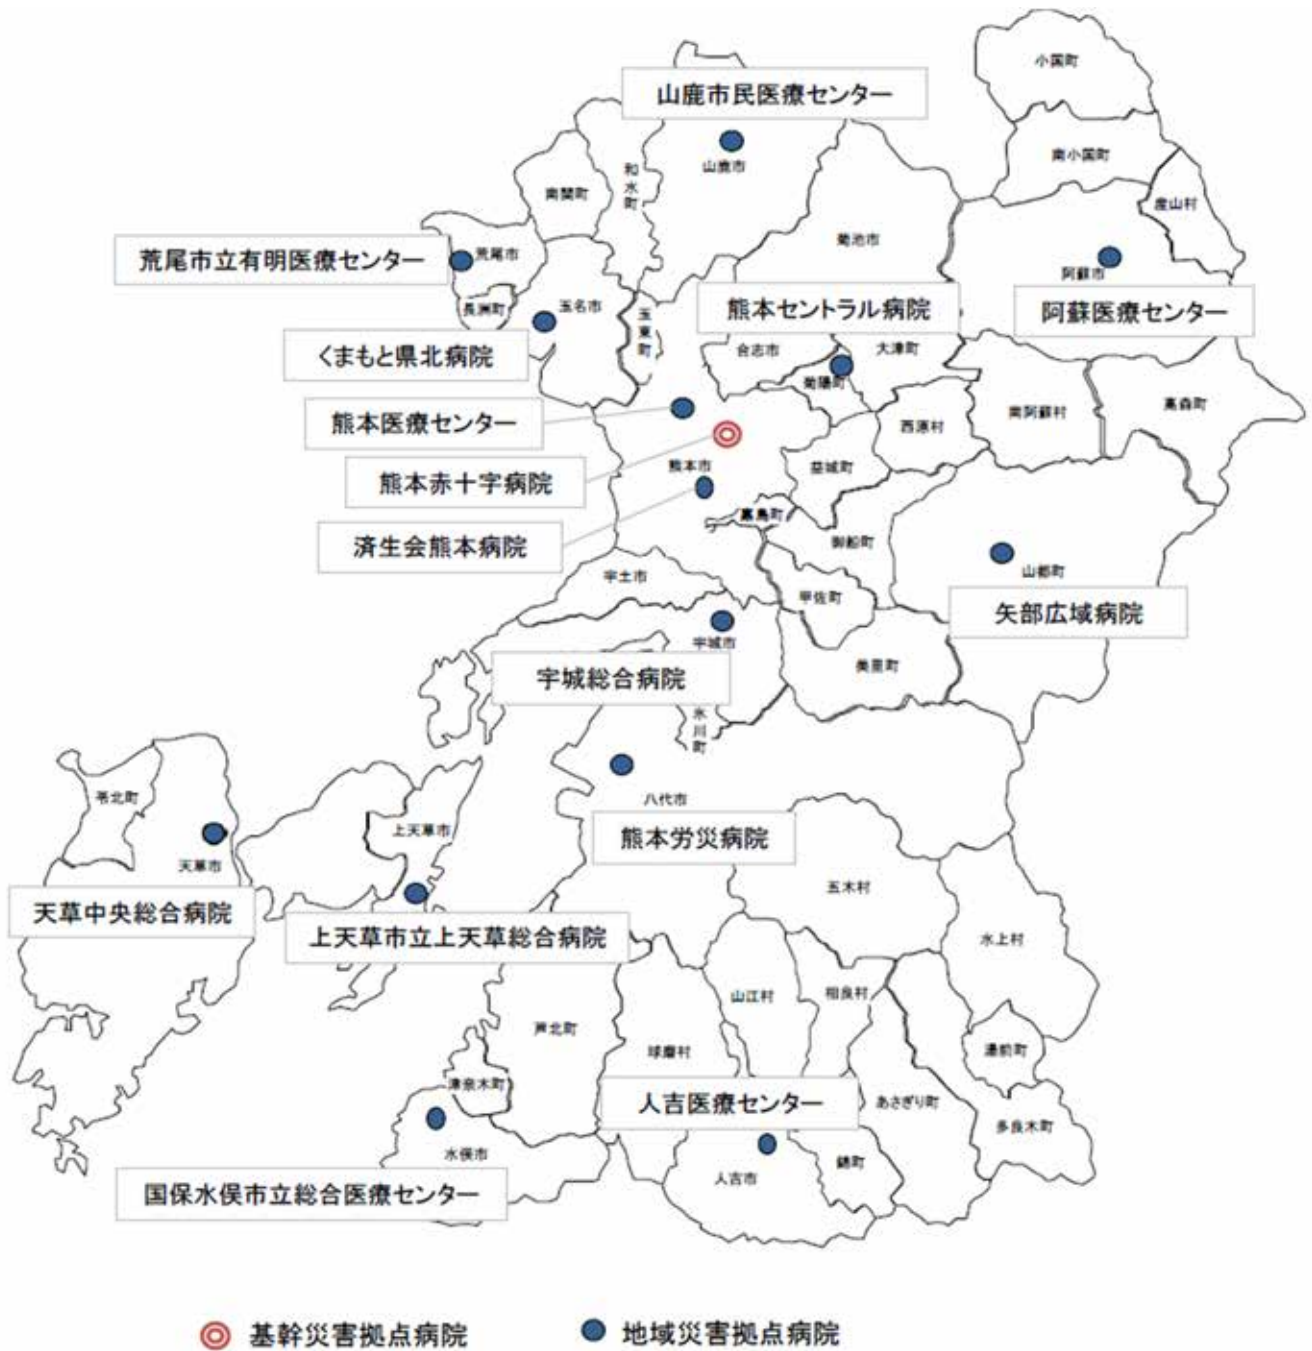 小国町
山鹿市民医療センター
南小国町
山鹿市
和水町
南関町
産山村
菊池市
荒尾市立有明医療センター
荒尾市
阿蘇市
長洲町
玉名市
玉東町
熊本セントラル病院
阿蘇医療センター
くまもと県北病院
合志市
大津町
菊陽町
熊本医療センター
西原村
南阿蘇村
高森町
熊本赤十字病院
熊本市
益城町
済生会熊本病院
嘉島町
御船町
山都町
宇土市
甲佐町
矢部広域病院
宇城市
美里町
宇城総合病院
氷川町
苓北町
八代市
上天草市
熊本労災病院
天草市
五木村
天草中央総合病院
上天草市立上天草総合病院
水上村
山江村
相良村
芦北町
球磨村
湯前町
津奈木町
人吉医療センター
あさぎり町
多良木町
水俣市
人吉市
錦町
国保水俣市立総合医療センター
基幹災害拠点病院
地域災害拠点病院